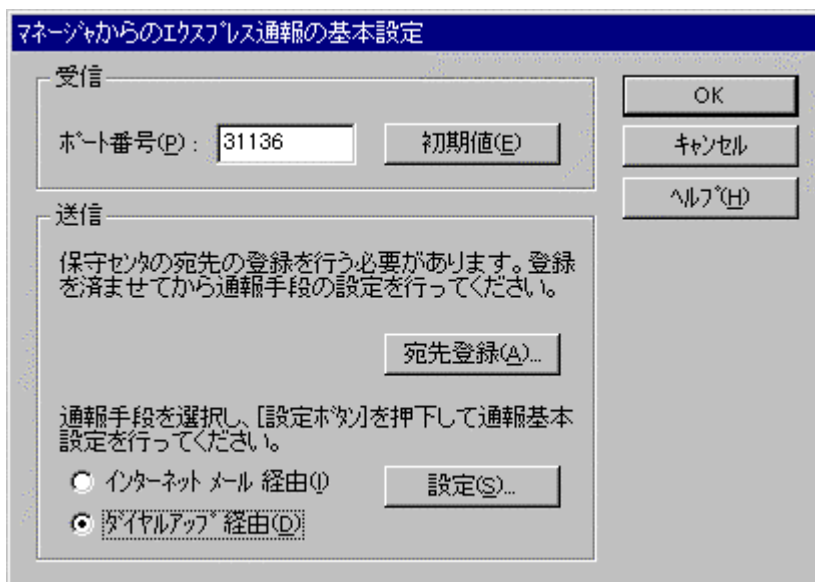 マネージャからのエクスプレス通報の基本設定
受信
ポート番号(P) : 31136 初期値(E)
OK
キャンセル
ヘルプ(H)
送信
保守センタの宛先の登録を行う必要があります。登録
を済ませてから通報手段の設定を行ってください。
宛先登録(A)...
通報手段を選択し、[設定ボタン]を押下して通報基本
設定を行ってください。
インターネット メール 経由(I)
設定(S)...
ダイヤルアップ 経由(D)